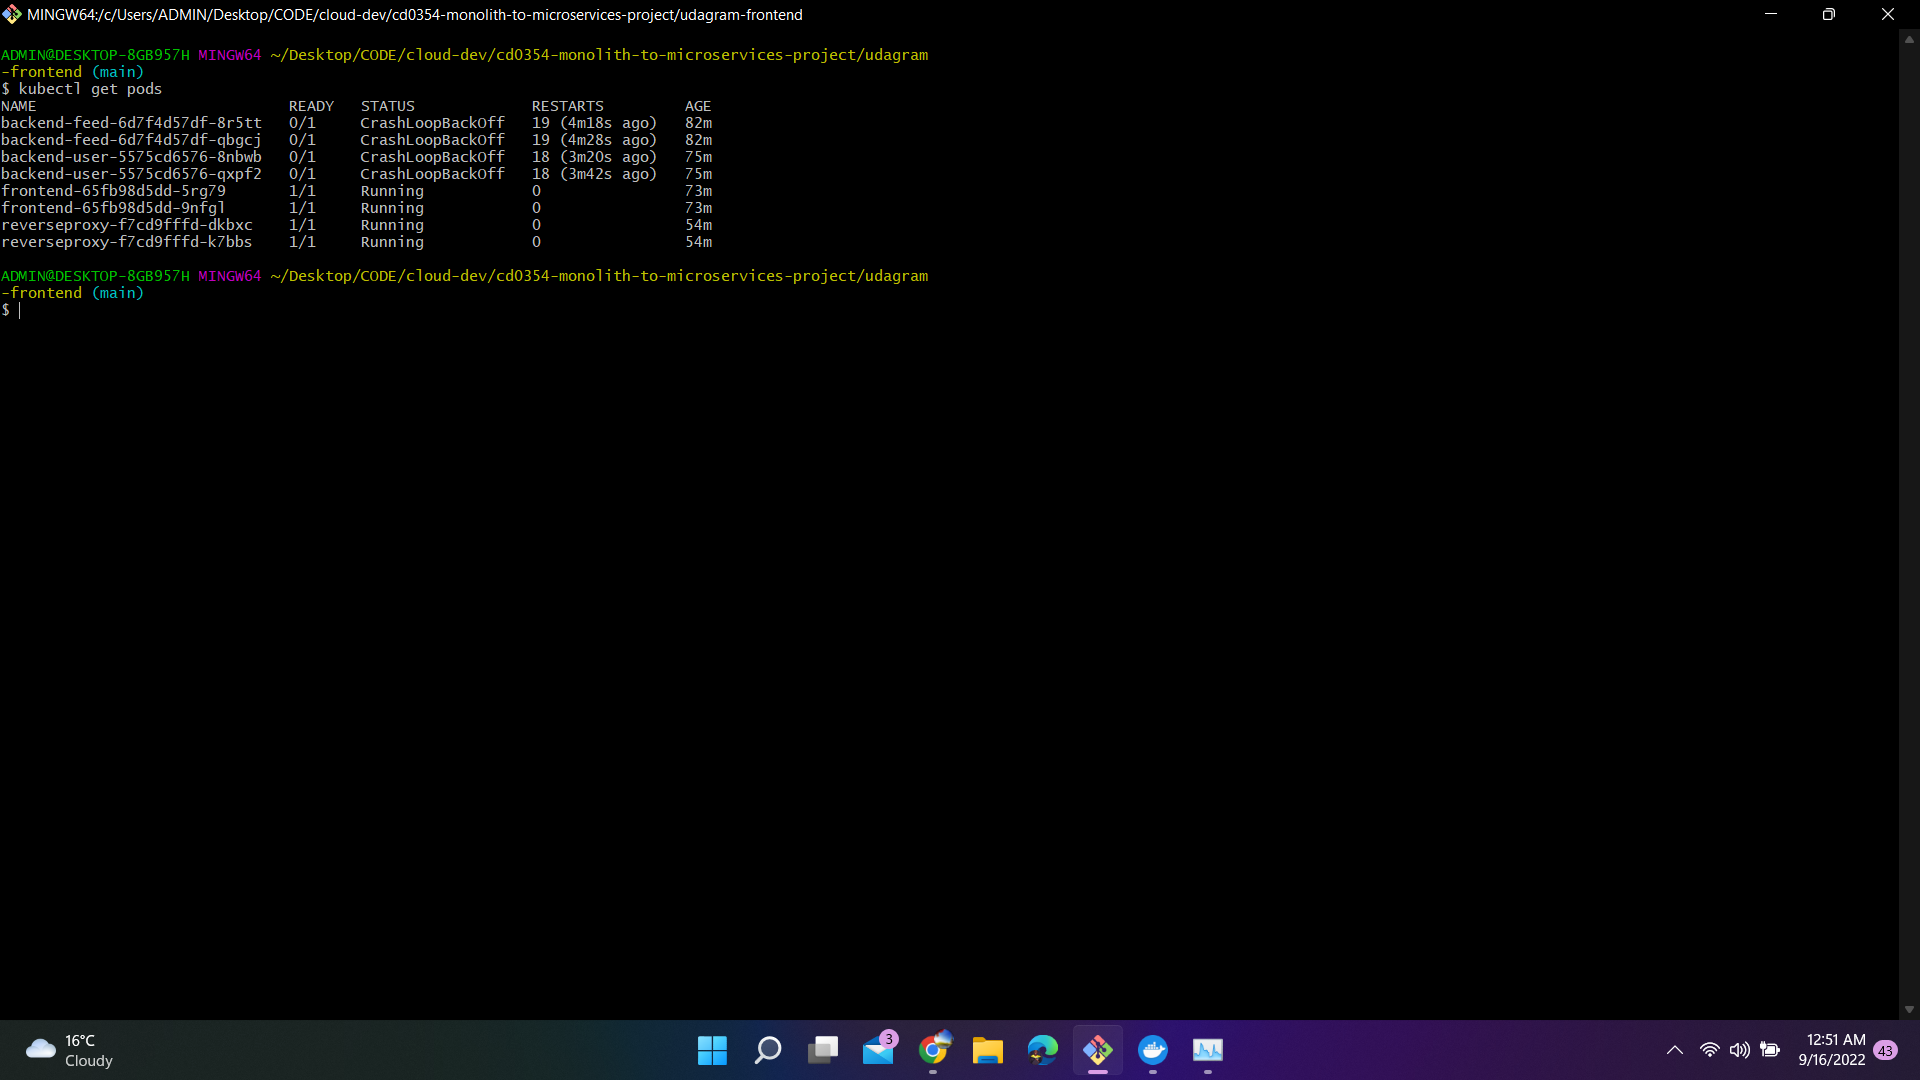 MINGW64:/c/Users/ADMIN/Desktop/CODE/cloud-dev/cd0354-monolith-to-microservices-project/udagram-frontend
ADMIN@DESKTOP-8GB957H MINGW64 ~/Desktop/CODE/cloud-dev/cd0354-monolith-to-microservices-project/udagram
-frontend (main)
$ kubectl get pods
NAME READY STATUS RESTARTS AGE
backend-feed-6d7f4d57df-8r5tt 0/1 CrashLoopBackOff 19 (4m18s ago) 82m
backend-feed-6d7f4d57df-qbgcj 0/1 CrashLoopBackOff 19 (4m28s ago) 82m
backend-user-5575cd6576-8nbwb 0/1 CrashLoopBackOff 18 (3m20s ago) 75m
backend-user-5575cd6576-qxpf2 0/1 CrashLoopBackOff 18 (3m42s ago) 75m
frontend-65fb98d5dd-5rg79 1/1 Running 0 73m
frontend-65fb98d5dd-9nfgl 1/1 Running 0 73m
reverseproxy-f7cd9fffd-dkbxc 1/1 Running 0 54m
reverseproxy-f7cd9fffd-k7bbs 1/1 Running 0 54m
ADMIN@DESKTOP-8GB957H MINGW64 ~/Desktop/CODE/cloud-dev/cd0354-monolith-to-microservices-project/udagram
-frontend (main)
$
16°C
Cloudy
3
12:51 AM
9/16/2022
43